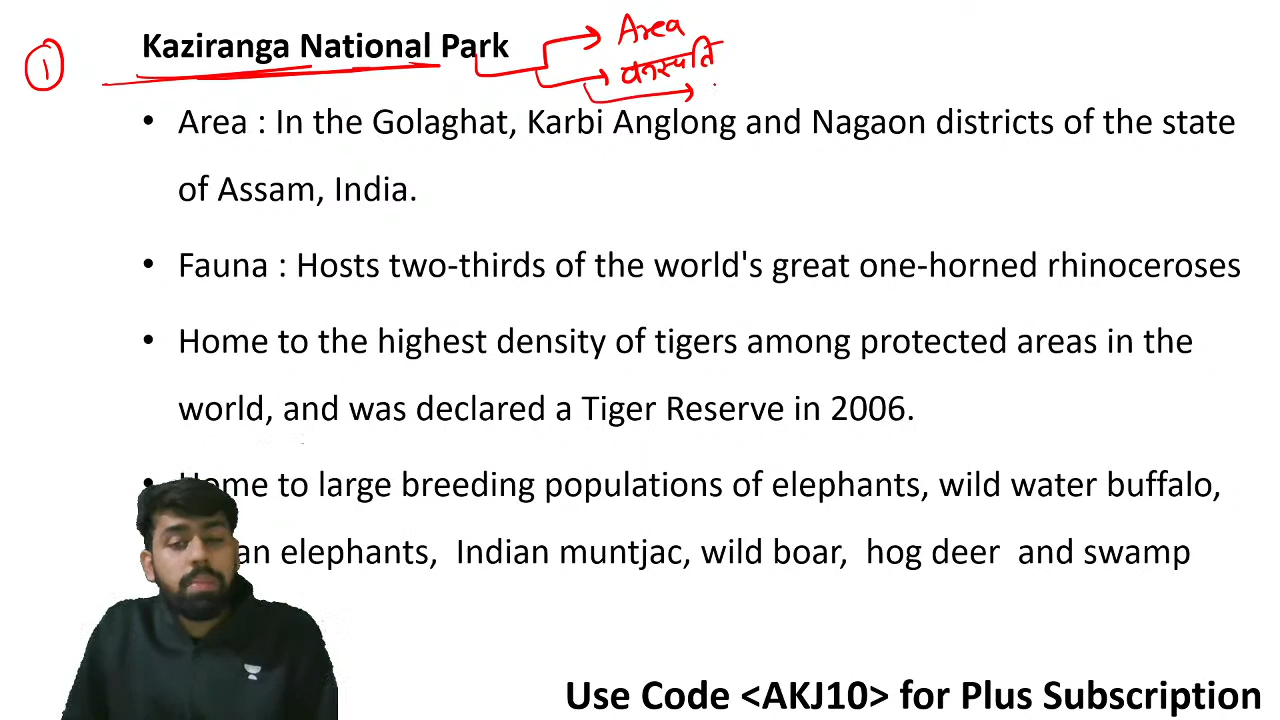 ① Kaziranga National Park
Area
वनस्पति
• Area : In the Golaghat, Karbi Anglong and Nagaon districts of the state
of Assam, India.
• Fauna : Hosts two-thirds of the world's great one-horned rhinoceroses
• Home to the highest density of tigers among protected areas in the
world, and was declared a Tiger Reserve in 2006.
• Home to large breeding populations of elephants, wild water buffalo,
elephants, Indian muntjac, wild boar, hog deer and swamp
Use Code <AKJ10> for Plus Subscription